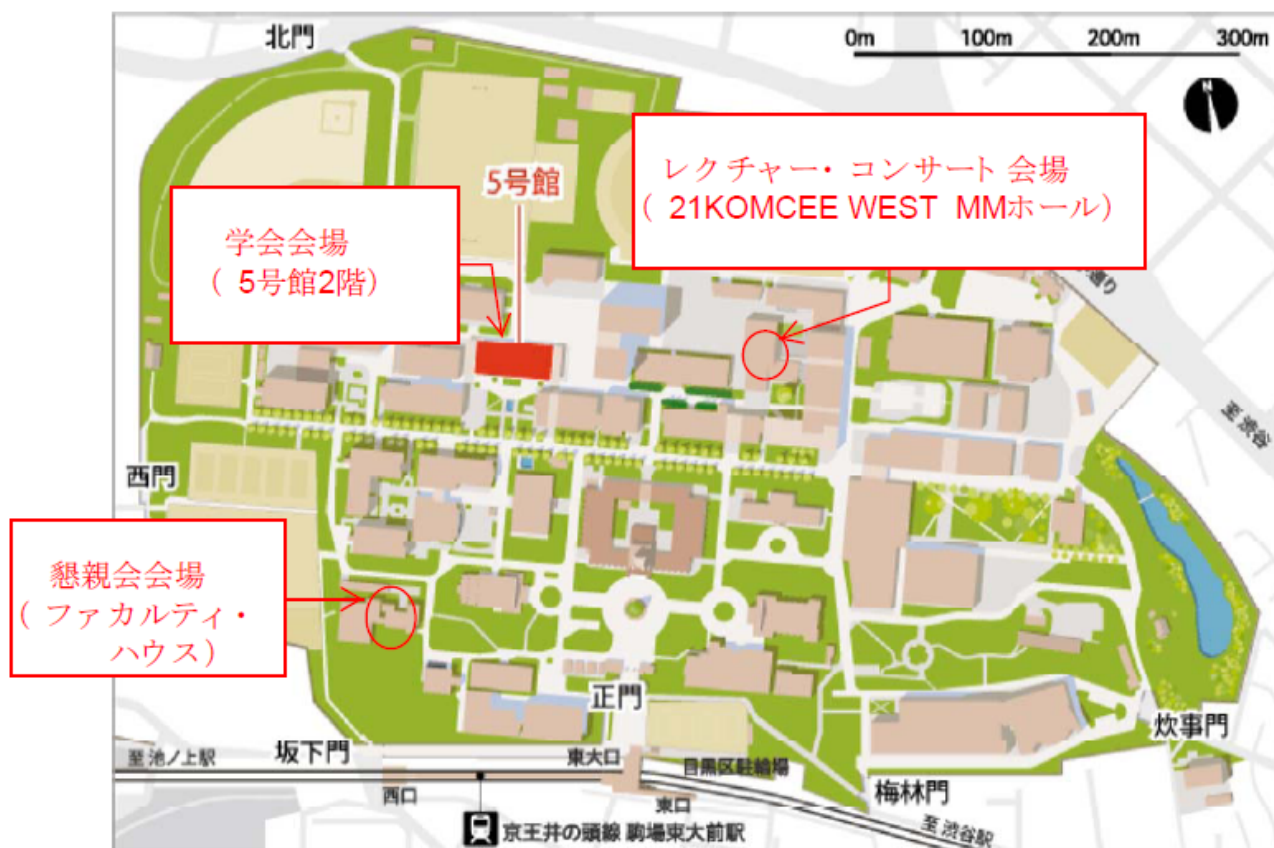 北門
0m 100m 200m 300m
N
レクチャー・コンサート 会場
( 21KOMCEE WEST MMホール)
5号館
学会会場
( 5号館2階)
通り
至 渋谷
西門
懇親会会場
( ファカルティ・
ハウス)
正門
炊事門
坂下門
至 池ノ上駅
東大口
目黒区駐輪場
西口
東口
梅林門
至 渋谷駅
京王井の頭線 駒場東大前駅